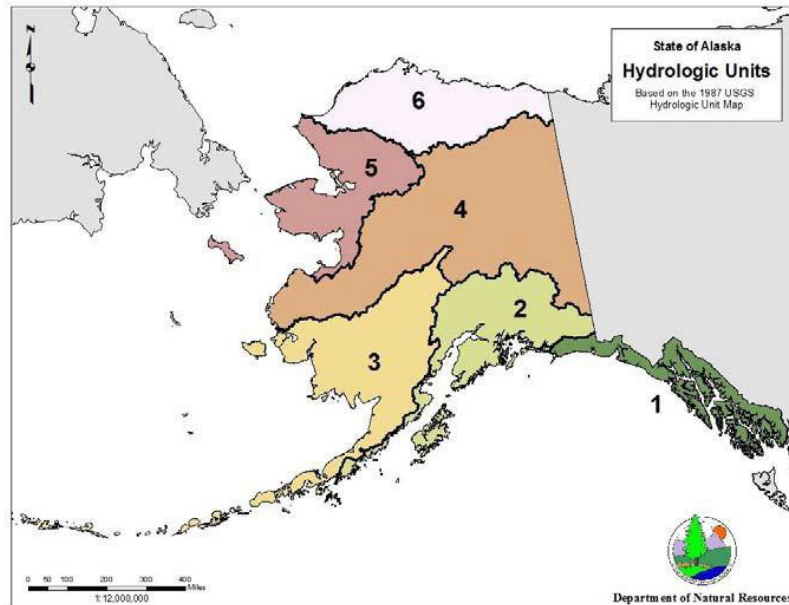 State of Alaska
Hydrologic Units
Based on the 1987 USGS
Hydrologic Unit Map
N
6
5
4
2
3
1
0 50 100 200 300 400
Miles
1:12,000,000
Department of Natural Resources